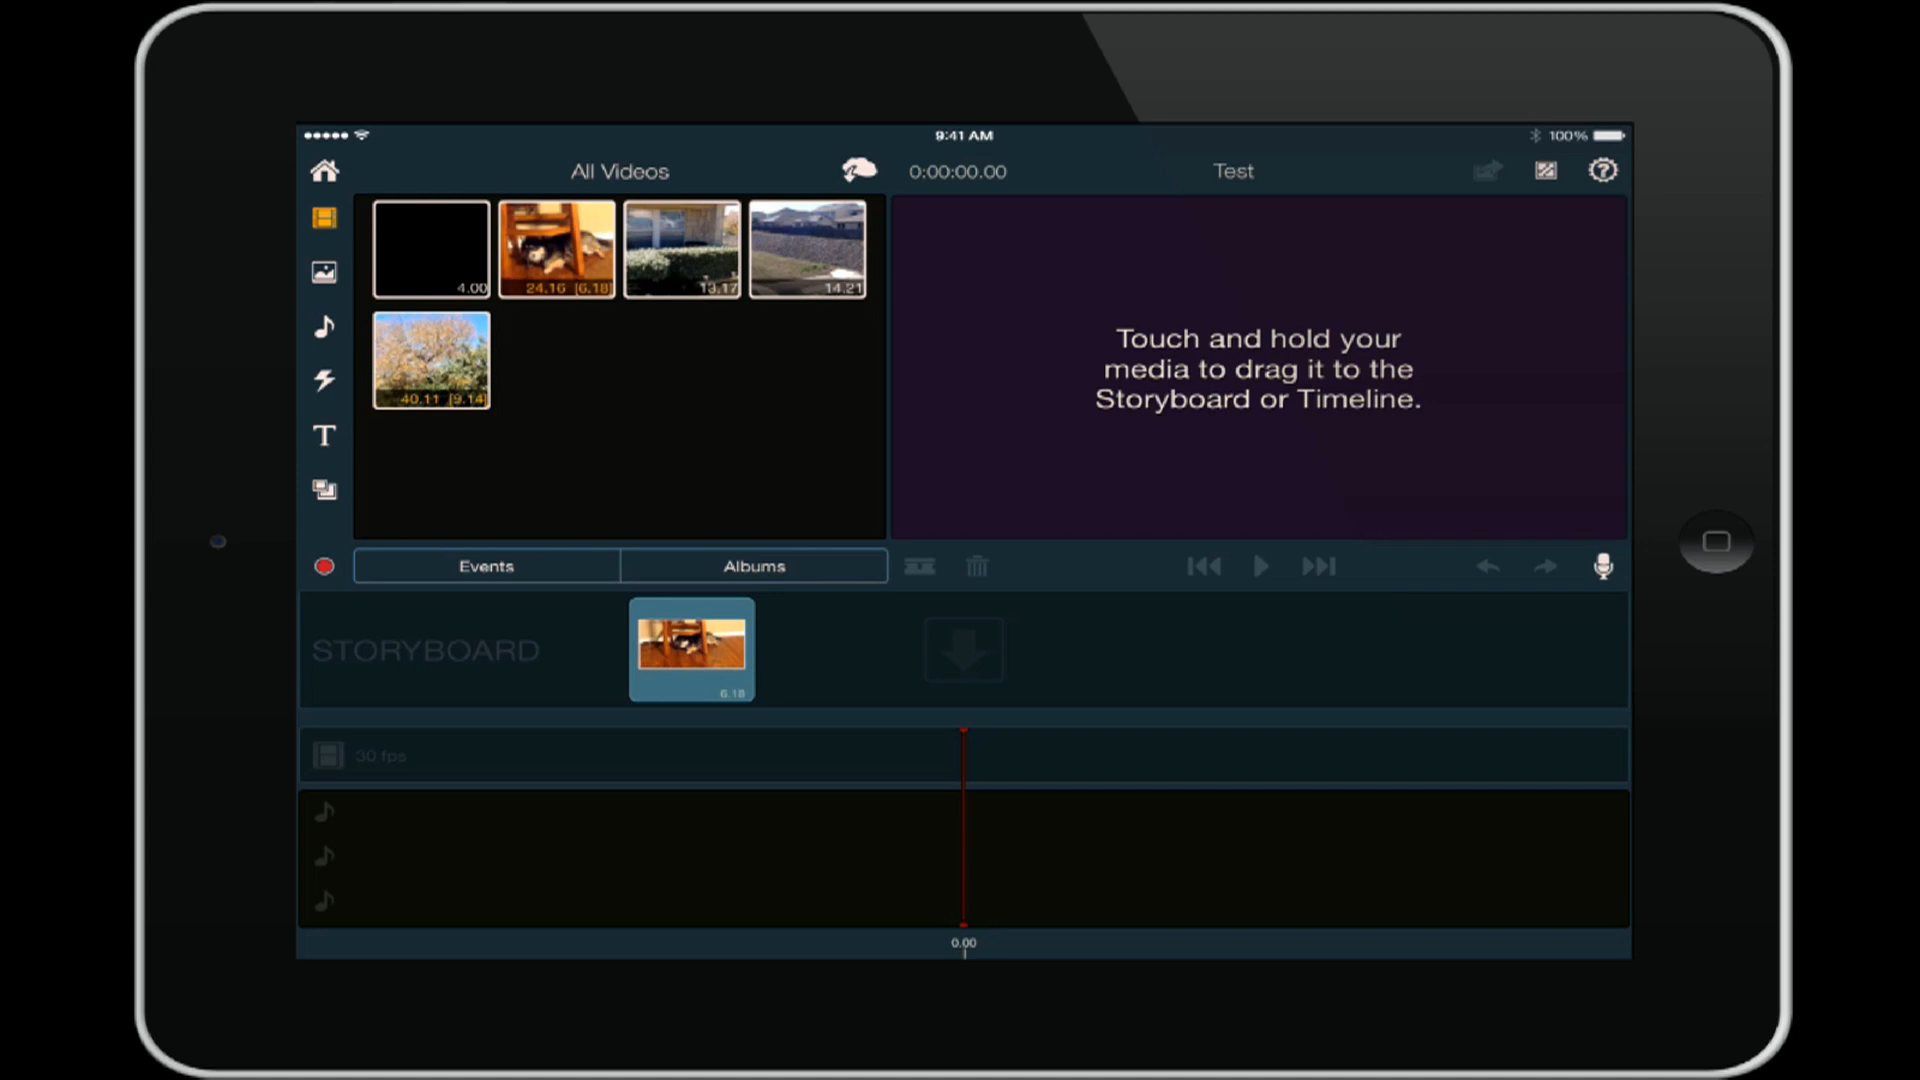 9:41 AM
100%
All Videos
0:00:00.00
Test
4.00
24.16 [6.18]
13.17
14.21
40.11 [9.14]
Touch and hold your
media to drag it to the
Storyboard or Timeline.
T
Events
Albums
STORYBOARD
6.18
30 fps
0.00